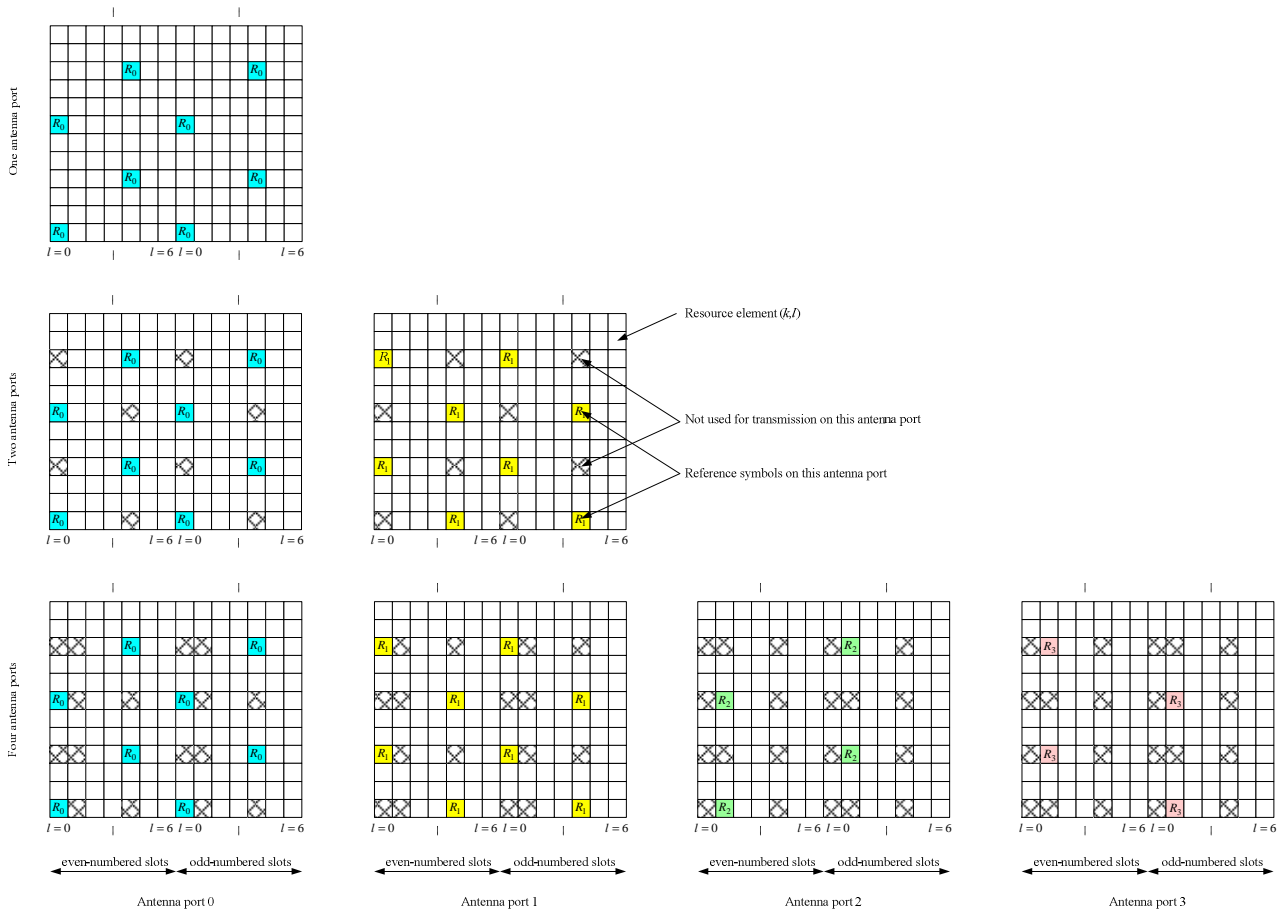 One antenna port
R0 R0
R0 R0
R0 R0
R0 R0
l = 0 l = 6 l = 0 l = 6
Two antenna ports
Resource element (k,l)
R0 R0 R1 R1
R0 R0 R1 R1
Not used for transmission on this antenna port
R0 R0 R1 R1
Reference symbols on this antenna port
R0 R0 R1 R1
l = 0 l = 6 l = 0 l = 6 l = 0 l = 6 l = 0 l = 6
Four antenna ports
R0 R0 R1 R1 R2 R3
R0 R0 R1 R1 R2 R3
R0 R0 R1 R1 R2 R3
R0 R0 R1 R1 R2 R3
l = 0 l = 6 l = 0 l = 6 l = 0 l = 6 l = 0 l = 6 l = 0 l = 6 l = 0 l = 6 l = 0 l = 6 l = 0 l = 6
even-numbered slots odd-numbered slots even-numbered slots odd-numbered slots even-numbered slots odd-numbered slots even-numbered slots odd-numbered slots
Antenna port 0 Antenna port 1 Antenna port 2 Antenna port 3